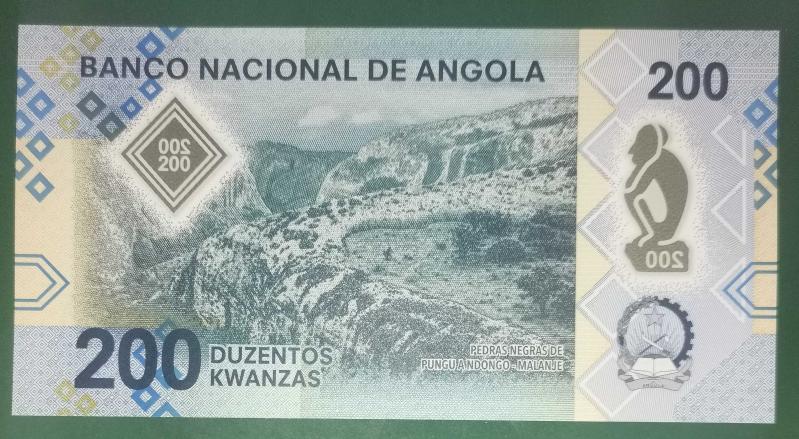 BANCO NACIONAL DE ANGOLA
200
200
200
200
200 DUZENTOS
KWANZAS
PEDRAS NEGRAS DE
PUNGU A NDONGO - MALANJE